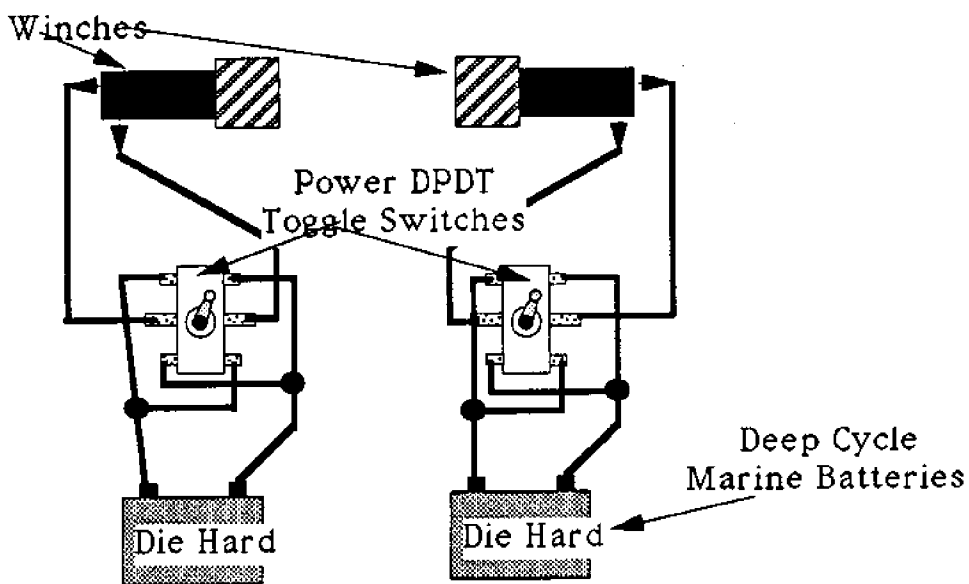 Winches
Power DPDT
Toggle Switches
Deep Cycle
Marine Batteries
Die Hard
Die Hard